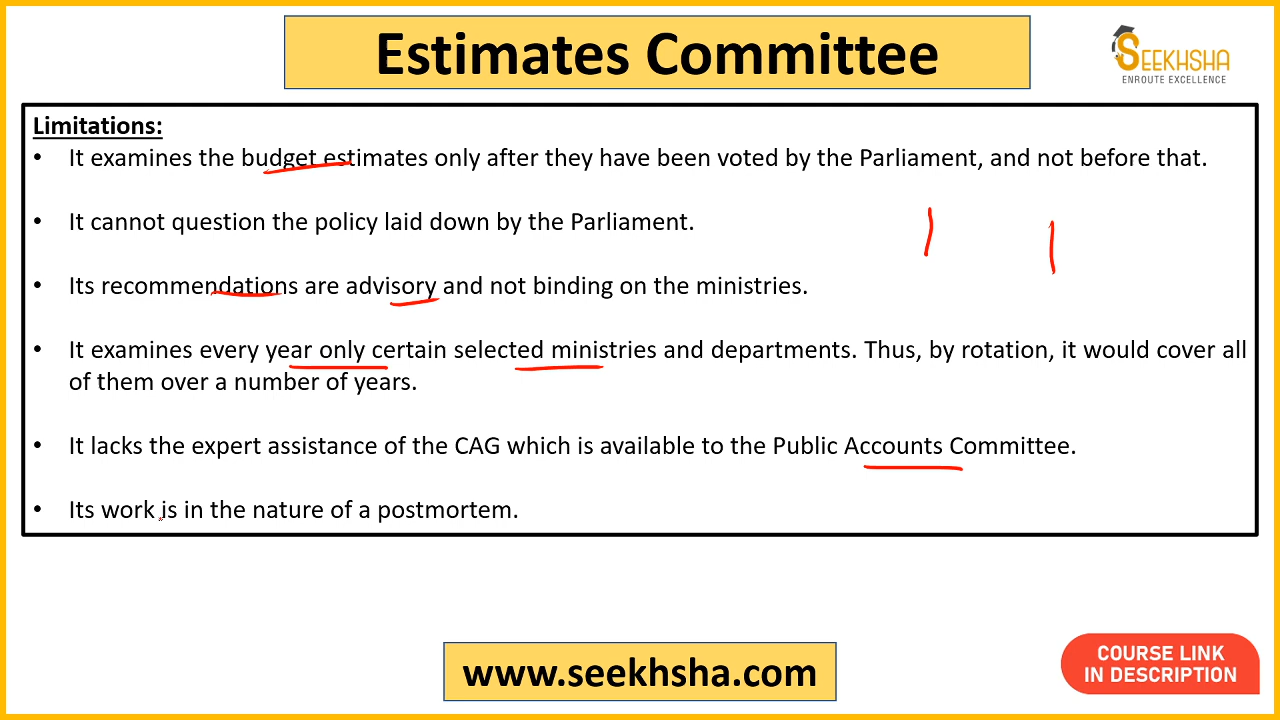 Estimates Committee
SEEKHSHA
ENROUTE EXCELLENCE
Limitations:
• It examines the budget estimates only after they have been voted by the Parliament, and not before that.
• It cannot question the policy laid down by the Parliament.
• Its recommendations are advisory and not binding on the ministries.
• It examines every year only certain selected ministries and departments. Thus, by rotation, it would cover all
of them over a number of years.
• It lacks the expert assistance of the CAG which is available to the Public Accounts Committee.
• Its work is in the nature of a postmortem.
www.seekhsha.com
COURSE LINK
IN DESCRIPTION